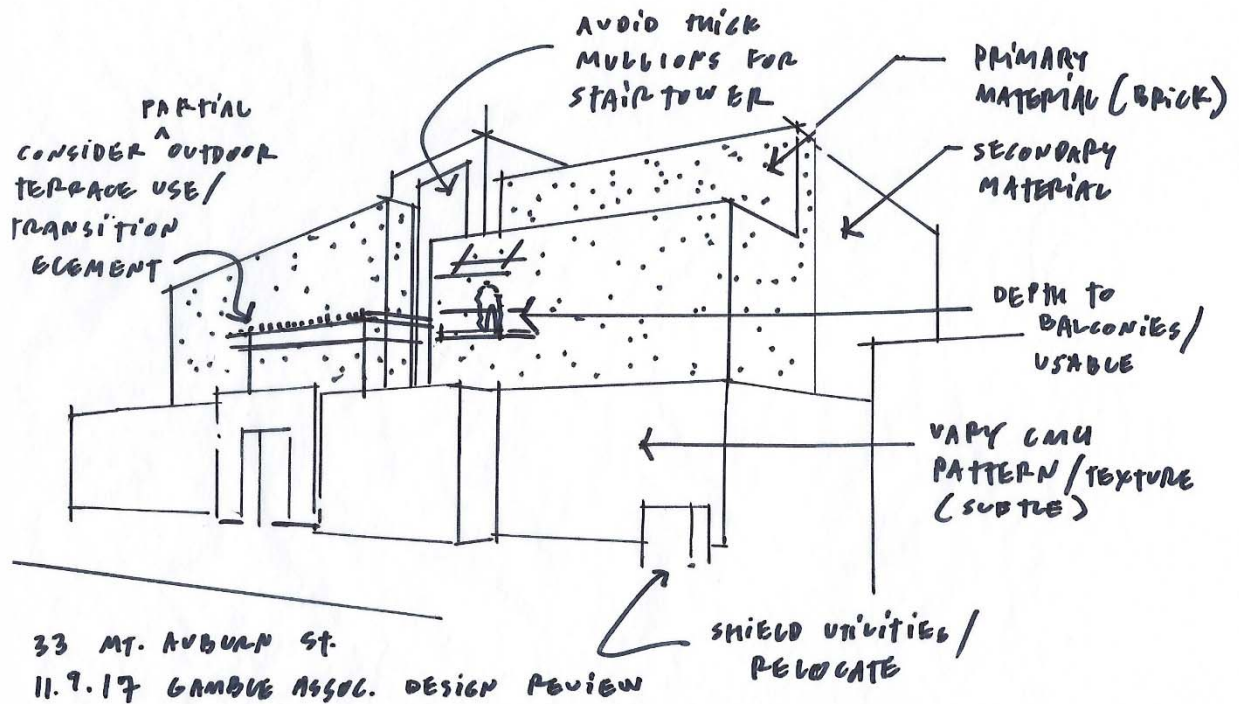 AVOID THICK
MULLIONS FOR
STAIR TOWER
PRIMARY
MATERIAL (BRICK)
SECONDARY
MATERIAL
PARTIAL
CONSIDER ^ OUTDOOR
TERRACE USE/
TRANSITION
ELEMENT
DEPTH TO
BALCONIES/
USABLE
VARY CMU
PATTERN/TEXTURE
(SUBTLE)
SHIELD UTILITIES/
RELOCATE
33 MT. AUBURN St.
11.9.17 GAMBLE ASSOC. DESIGN REVIEW